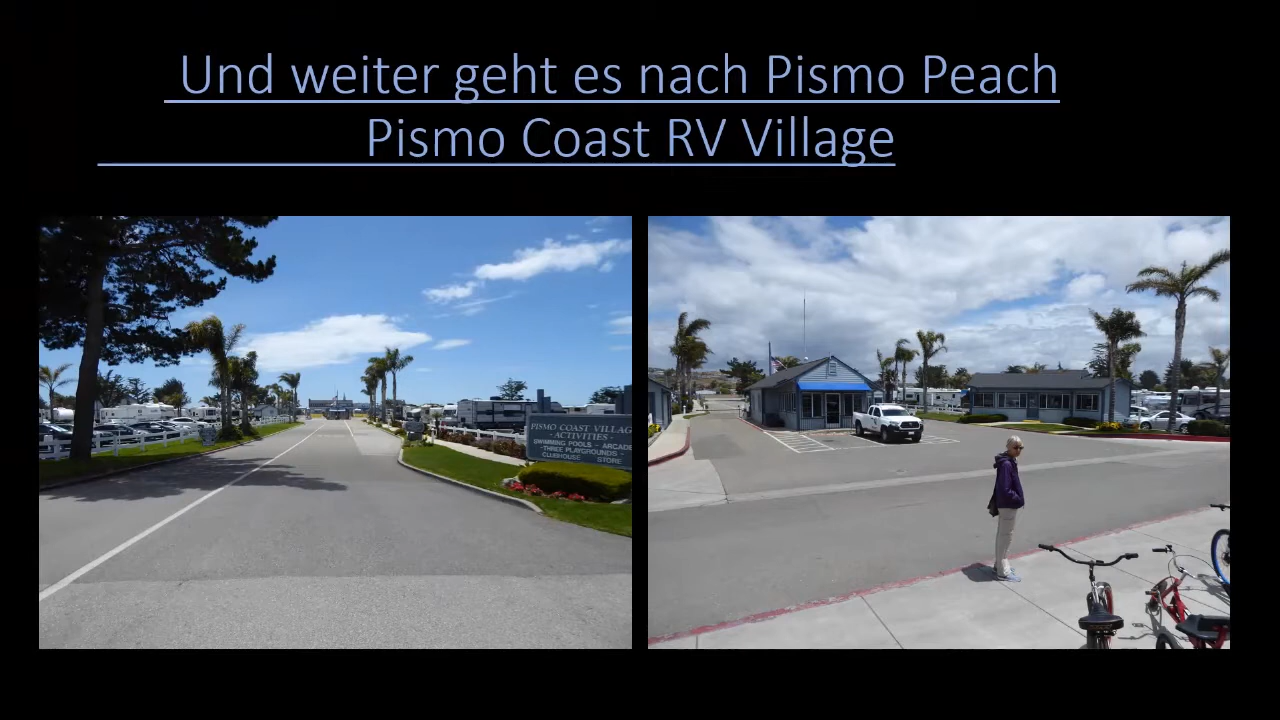 Und weiter geht es nach Pismo Peach
Pismo Coast RV Village
PISMO COAST VILLAGE
- ACTIVITIES -
SWIMMING POOLS - ARCADE
- THREE PLAYGROUNDS -
CLUBHOUSE STORE